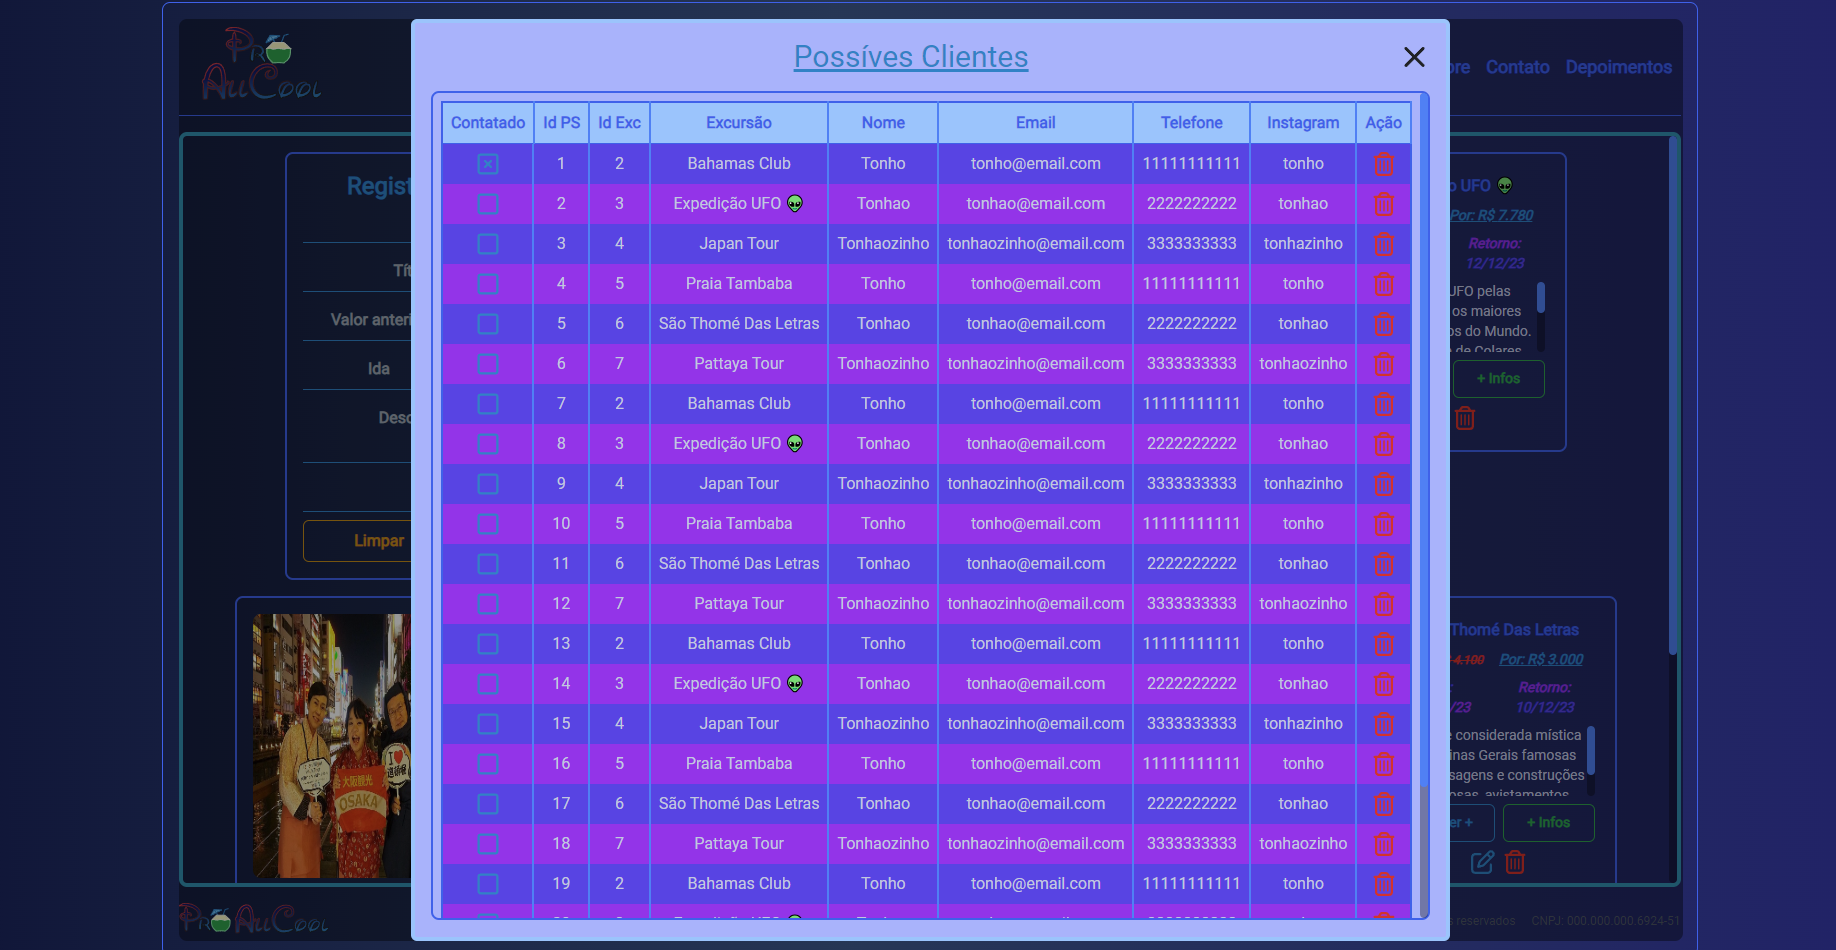 Pro
AuCool
Possíves Clientes
Contato Depoimentos
Contatado Id PS Id Exc Excursão Nome Email Telefone Instagram Ação
1 2 Bahamas Club Tonho tonho@email.com 11111111111 tonho
2 3 Expedição UFO 👽 Tonhao tonhao@email.com 2222222222 tonhao
3 4 Japan Tour Tonhaozinho tonhaozinho@email.com 3333333333 tonhazinho
4 5 Praia Tambaba Tonho tonho@email.com 11111111111 tonho
5 6 São Thomé Das Letras Tonhao tonhao@email.com 2222222222 tonhao
6 7 Pattaya Tour Tonhaozinho tonhaozinho@email.com 3333333333 tonhaozinho
7 2 Bahamas Club Tonho tonho@email.com 11111111111 tonho
8 3 Expedição UFO 👽 Tonhao tonhao@email.com 2222222222 tonhao
9 4 Japan Tour Tonhaozinho tonhaozinho@email.com 3333333333 tonhazinho
10 5 Praia Tambaba Tonho tonho@email.com 11111111111 tonho
11 6 São Thomé Das Letras Tonhao tonhao@email.com 2222222222 tonhao
12 7 Pattaya Tour Tonhaozinho tonhaozinho@email.com 3333333333 tonhaozinho
13 2 Bahamas Club Tonho tonho@email.com 11111111111 tonho
14 3 Expedição UFO 👽 Tonhao tonhao@email.com 2222222222 tonhao
15 4 Japan Tour Tonhaozinho tonhaozinho@email.com 3333333333 tonhazinho
16 5 Praia Tambaba Tonho tonho@email.com 11111111111 tonho
17 6 São Thomé Das Letras Tonhao tonhao@email.com 2222222222 tonhao
18 7 Pattaya Tour Tonhaozinho tonhaozinho@email.com 3333333333 tonhaozinho
19 2 Bahamas Club Tonho tonho@email.com 11111111111 tonho
Regist
Tít
Valor anteri
Ida
Desc
Limpar
OSAKA
UFO 👽
Por: R$ 7.780
Retorno:
12/12/23
UFO pelas
os maiores
os do Mundo.
de Colares
+ Infos
Thomé Das Letras
4.100 Por: R$ 3.000
Retorno:
/23 10/12/23
e considerada mística
inas Gerais famosas
sagens e construções
osas, avistamentos
er + + Infos
Pro AuCool
s reservados CNPJ: 000.000.000.6924-51